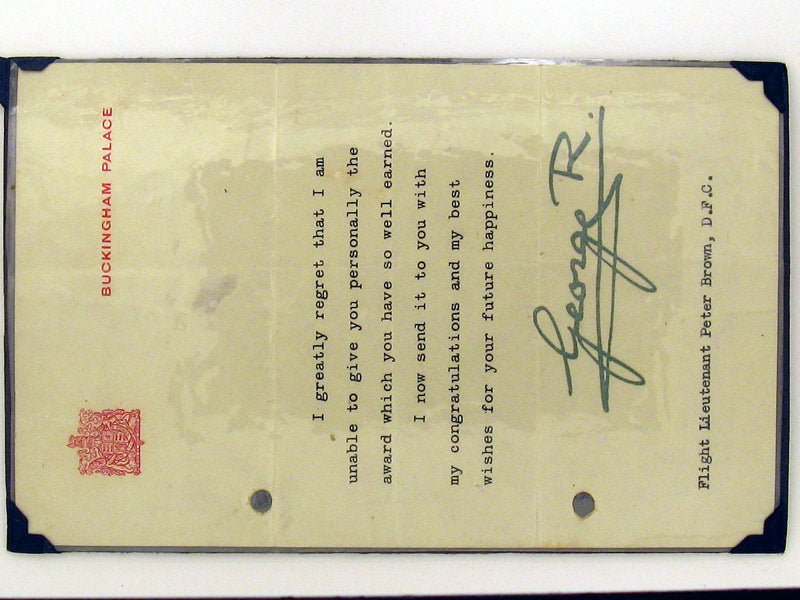 BUCKINGHAM PALACE
I greatly regret that I am
unable to give you personally the
award which you have so well earned.
I now send it to you with
my congratulations and my best
wishes for your future happiness.
George R.
Flight Lieutenant Peter Brown, D.F.C.